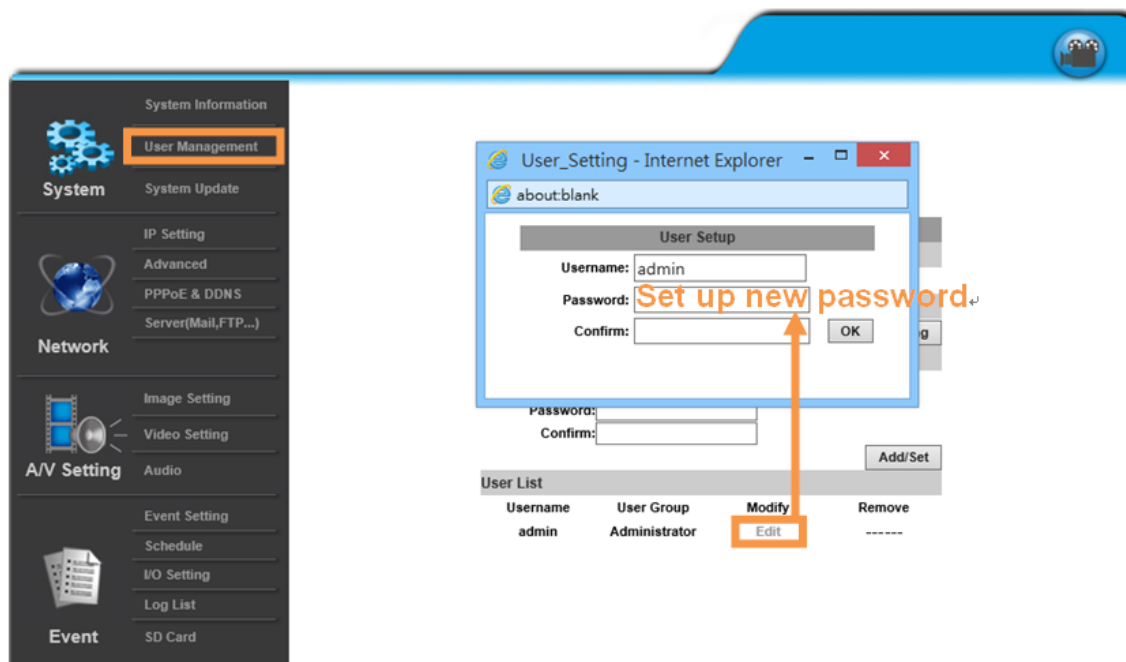 System
System Information
User Management
System Update
Network
IP Setting
Advanced
PPPoE & DDNS
Server(Mail,FTP...)
A/V Setting
Image Setting
Video Setting
Audio
Event
Event Setting
Schedule
I/O Setting
Log List
SD Card
User_Setting - Internet Explorer
about:blank
User Setup
Username: admin
Password: Set up new password
Confirm:
OK
g
Password:
Confirm:
Add/Set
User List
Username User Group Modify Remove
admin Administrator Edit ------